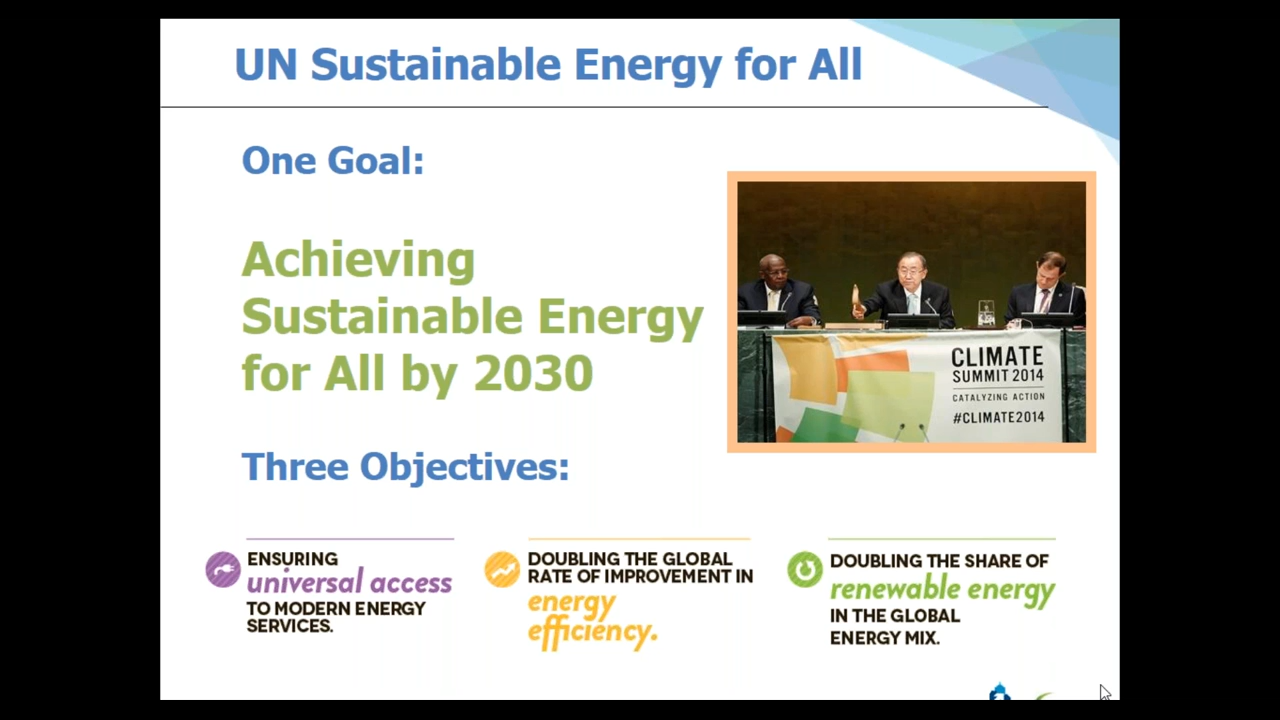 UN Sustainable Energy for All
One Goal:
Achieving
Sustainable Energy
for All by 2030
CLIMATE
SUMMIT 2014
CATALYZING ACTION
#CLIMATE2014
Three Objectives:
ENSURING
universal access
TO MODERN ENERGY
SERVICES.
DOUBLING THE GLOBAL
RATE OF IMPROVEMENT IN
energy
efficiency.
DOUBLING THE SHARE OF
renewable energy
IN THE GLOBAL
ENERGY MIX.